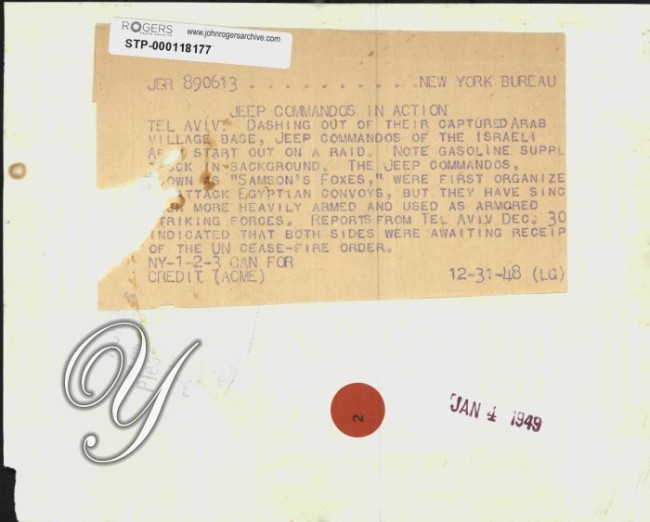 ROGERS
www.johnrogersarchive.com
STP-000118177
JGR 890613 . . . . . . . . . . . NEW YORK BUREAU
JEEP COMMANDOS IN ACTION
TEL AVIV: DASHING OUT OF THEIR CAPTURED ARAB
VILLAGE BASE, JEEP COMMANDOS OF THE ISRAELI
START OUT ON A RAID. NOTE GASOLINE SUPPL
IN BACKGROUND. THE JEEP COMMANDOS,
AS "SAMSON'S FOXES," WERE FIRST ORGANIZE
ATTACK EGYPTIAN CONVOYS, BUT THEY HAVE SINC
MORE HEAVILY ARMED AND USED AS ARMORED
STRIKING FORCES. REPORTS FROM TEL AVIV DEC. 30
INDICATED THAT BOTH SIDES WERE AWAITING RECEIP
OF THE UN CEASE-FIRE ORDER.
NY-1-2-3 CAN FOR
CREDIT (ACME) 12-31-48 (LG)
Y
2
JAN 4 1949